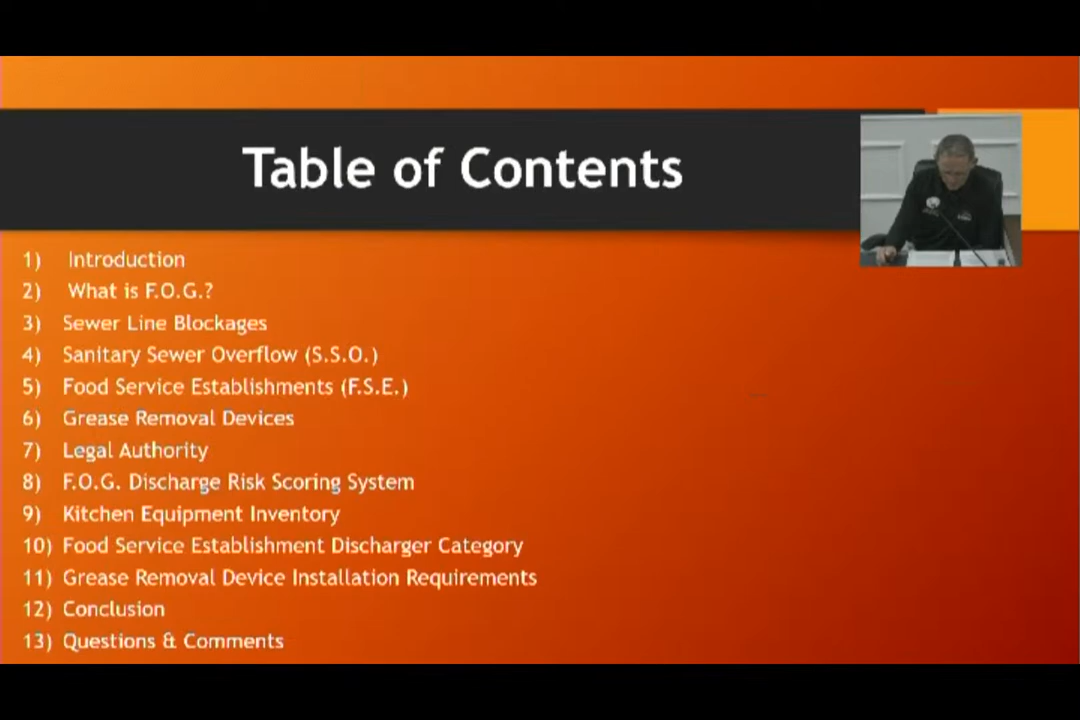 Table of Contents
1) Introduction
2) What is F.O.G.?
3) Sewer Line Blockages
4) Sanitary Sewer Overflow (S.S.O.)
5) Food Service Establishments (F.S.E.)
6) Grease Removal Devices
7) Legal Authority
8) F.O.G. Discharge Risk Scoring System
9) Kitchen Equipment Inventory
10) Food Service Establishment Discharger Category
11) Grease Removal Device Installation Requirements
12) Conclusion
13) Questions & Comments